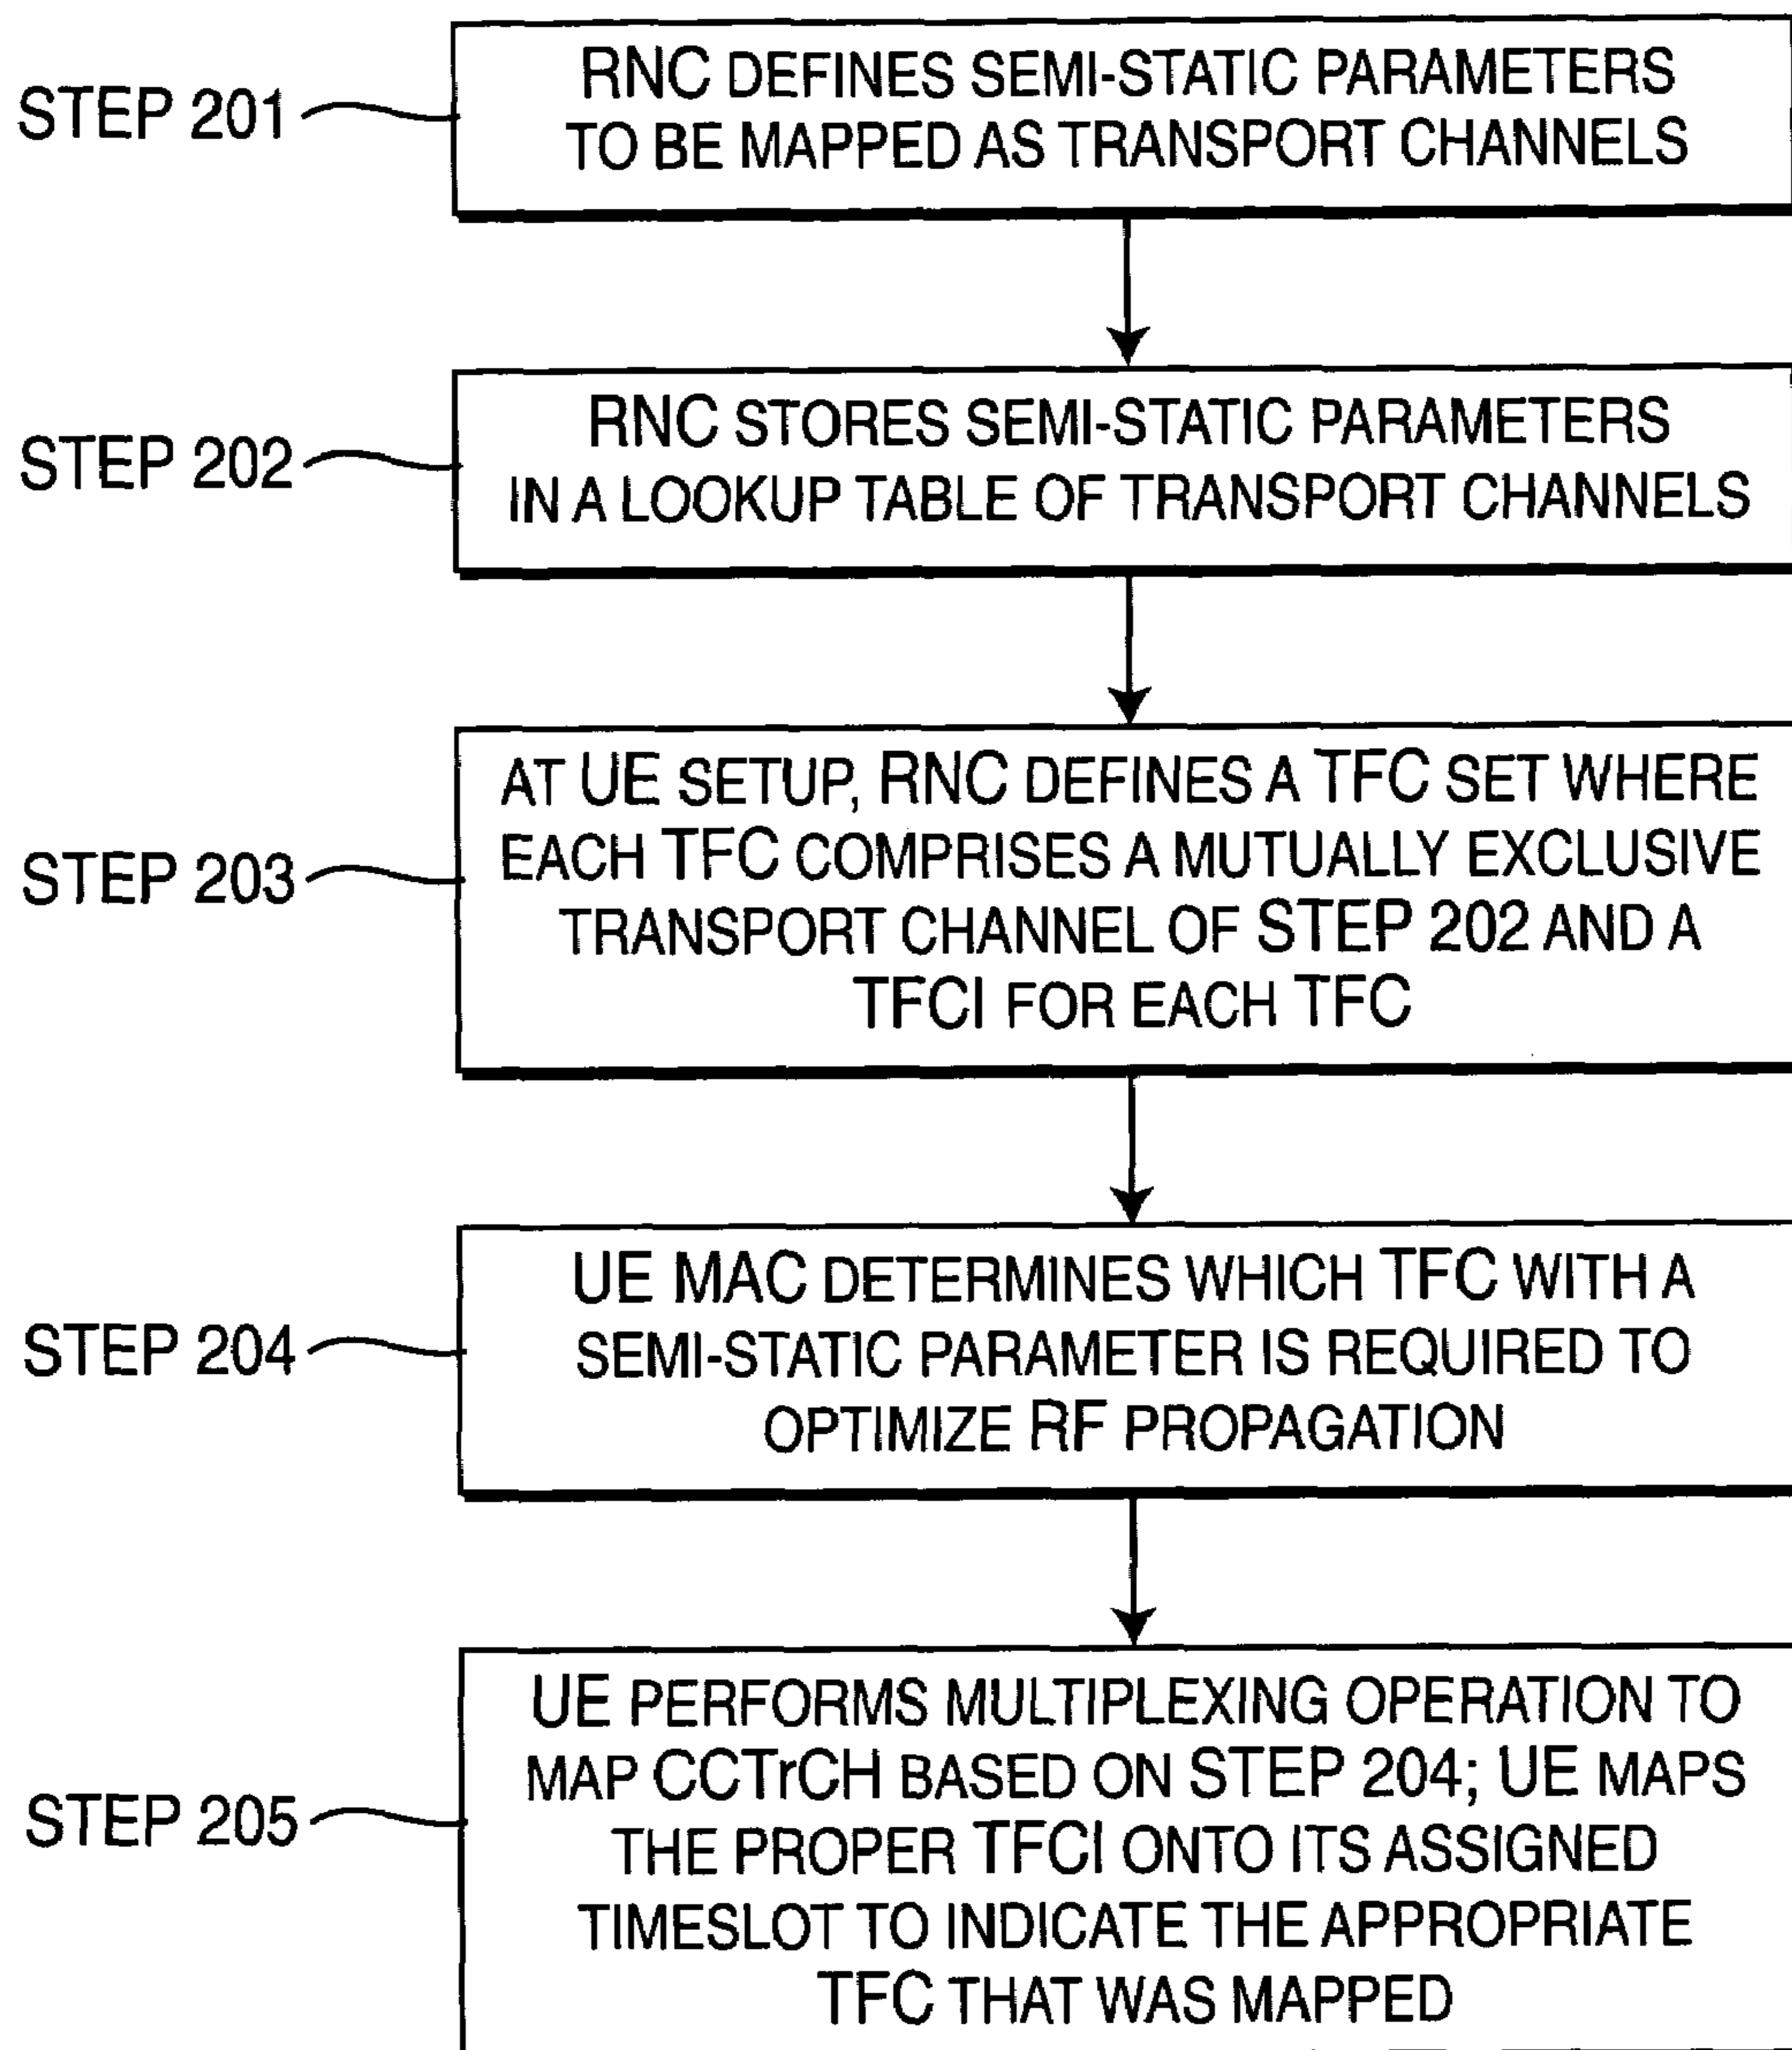 STEP 201
RNC DEFINES SEMI-STATIC PARAMETERS
TO BE MAPPED AS TRANSPORT CHANNELS
STEP 202
RNC STORES SEMI-STATIC PARAMETERS
IN A LOOKUP TABLE OF TRANSPORT CHANNELS
STEP 203
AT UE SETUP, RNC DEFINES A TFC SET WHERE
EACH TFC COMPRISES A MUTUALLY EXCLUSIVE
TRANSPORT CHANNEL OF STEP 202 AND A
TFCI FOR EACH TFC
STEP 204
UE MAC DETERMINES WHICH TFC WITH A
SEMI-STATIC PARAMETER IS REQUIRED TO
OPTIMIZE RF PROPAGATION
STEP 205
UE PERFORMS MULTIPLEXING OPERATION TO
MAP CCTrCH BASED ON STEP 204; UE MAPS
THE PROPER TFCI ONTO ITS ASSIGNED
TIMESLOT TO INDICATE THE APPROPRIATE
TFC THAT WAS MAPPED